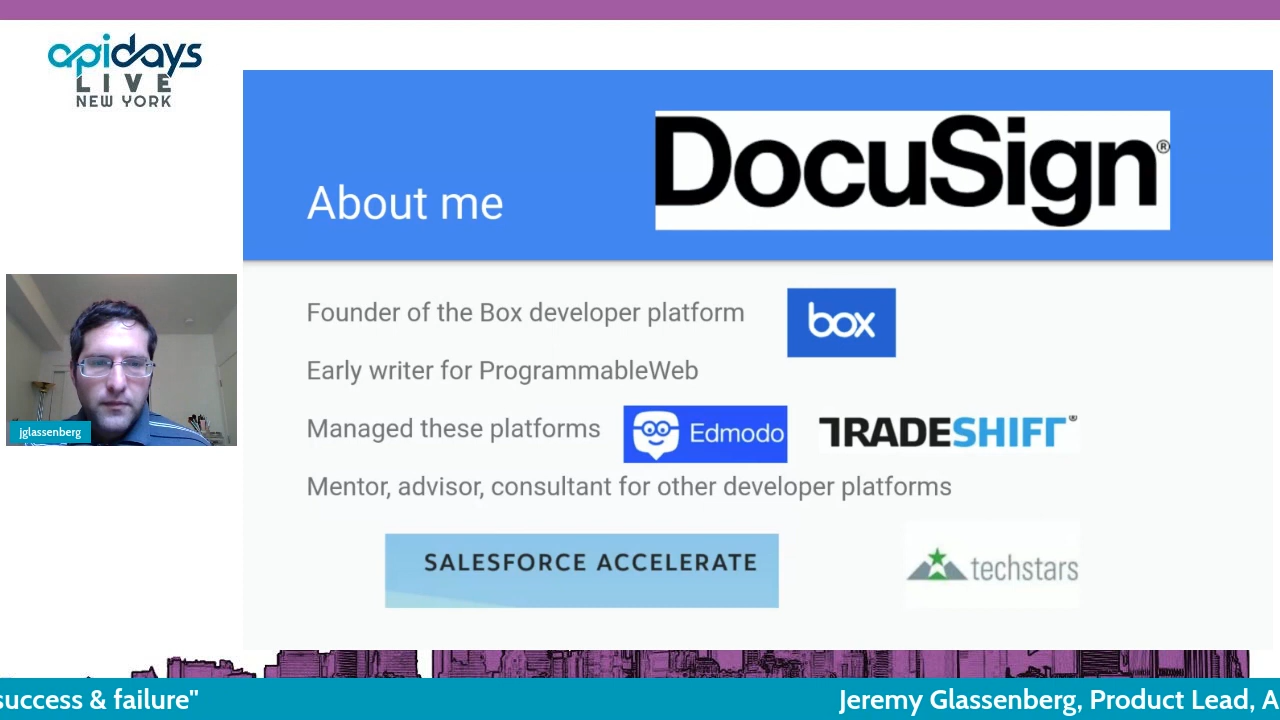 apidays
LIVE
NEW YORK
DocuSign®
About me
Founder of the Box developer platform
box
Early writer for ProgrammableWeb
Managed these platforms
Edmodo
TRADESHIFT®
Mentor, advisor, consultant for other developer platforms
SALESFORCE ACCELERATE
techstars
jglassenberg
success & failure"
Jeremy Glassenberg, Product Lead, A